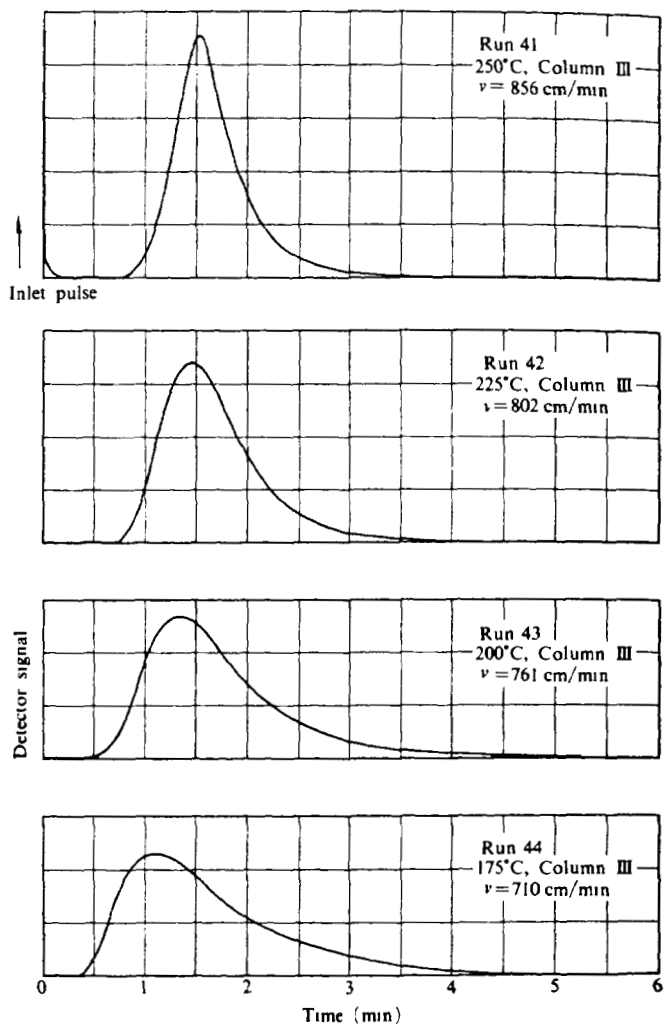 Run 41
250°C, Column III
v = 856 cm/min
Inlet pulse
Run 42
225°C, Column III
v = 802 cm/min
Run 43
200°C, Column III
v = 761 cm/min
Detector signal
Run 44
175°C, Column III
v = 710 cm/min
0 1 2 3 4 5 6
Time (min)